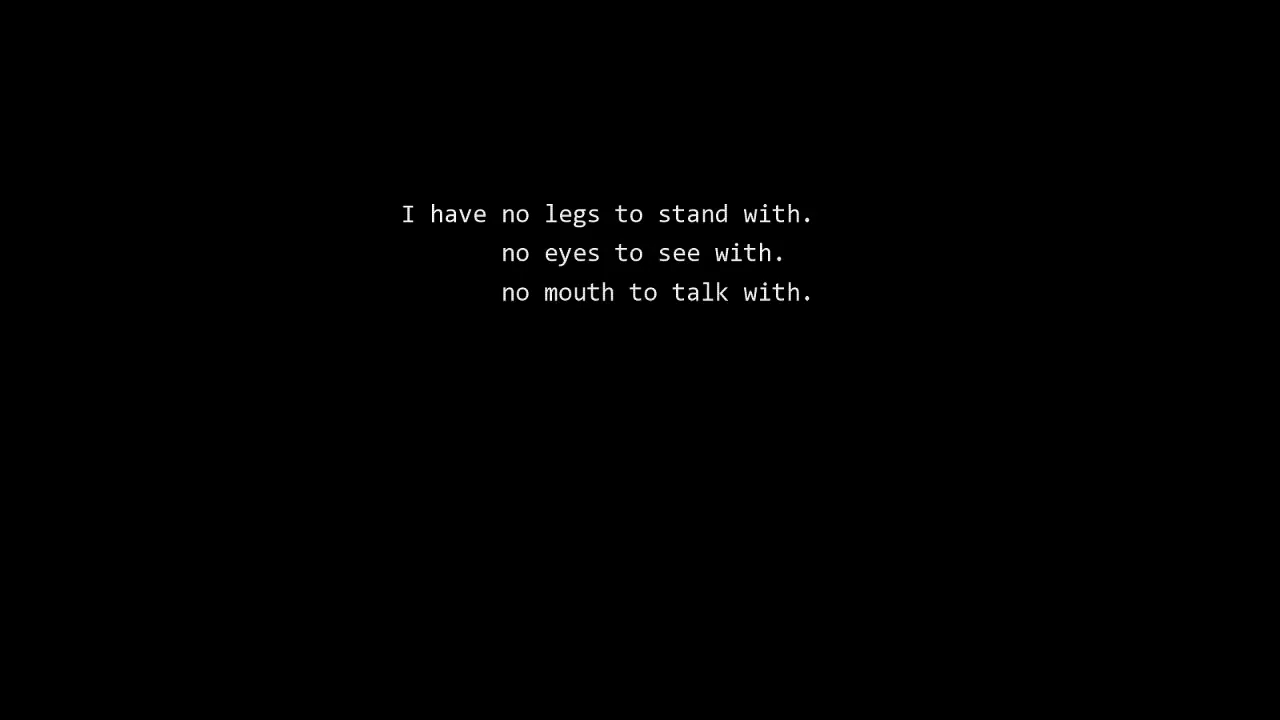 I have no legs to stand with.
no eyes to see with.
no mouth to talk with.